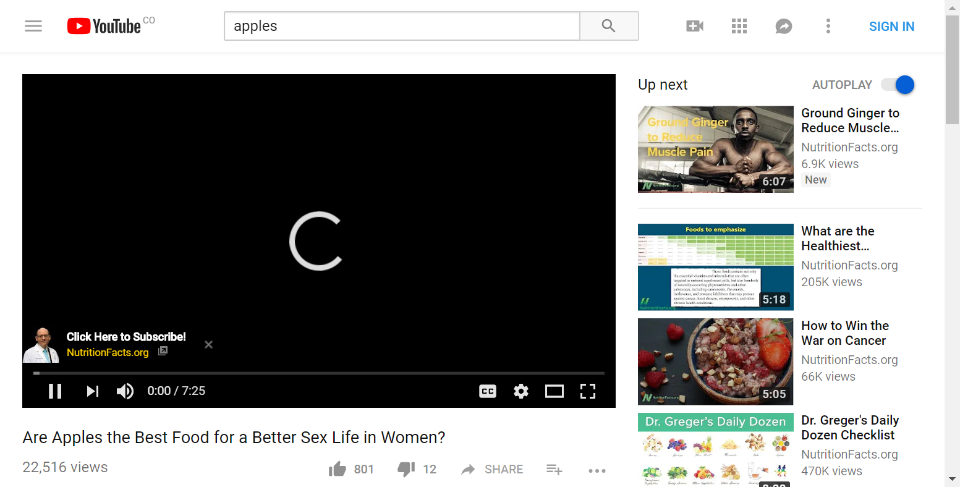 YouTube CO
apples
SIGN IN
Click Here to Subscribe!
NutritionFacts.org
0:00 / 7:25
CC
Are Apples the Best Food for a Better Sex Life in Women?
22,516 views
801
12
SHARE
Up next
AUTOPLAY
Ground Ginger
to Reduce
Muscle Pain
6:07
Ground Ginger to
Reduce Muscle...
NutritionFacts.org
6.9K views
New
Foods to emphasize
5:18
What are the
Healthiest...
NutritionFacts.org
205K views
5:05
How to Win the
War on Cancer
NutritionFacts.org
66K views
Dr. Greger's Daily Dozen
Dr. Greger's Daily
Dozen Checklist
NutritionFacts.org
470K views